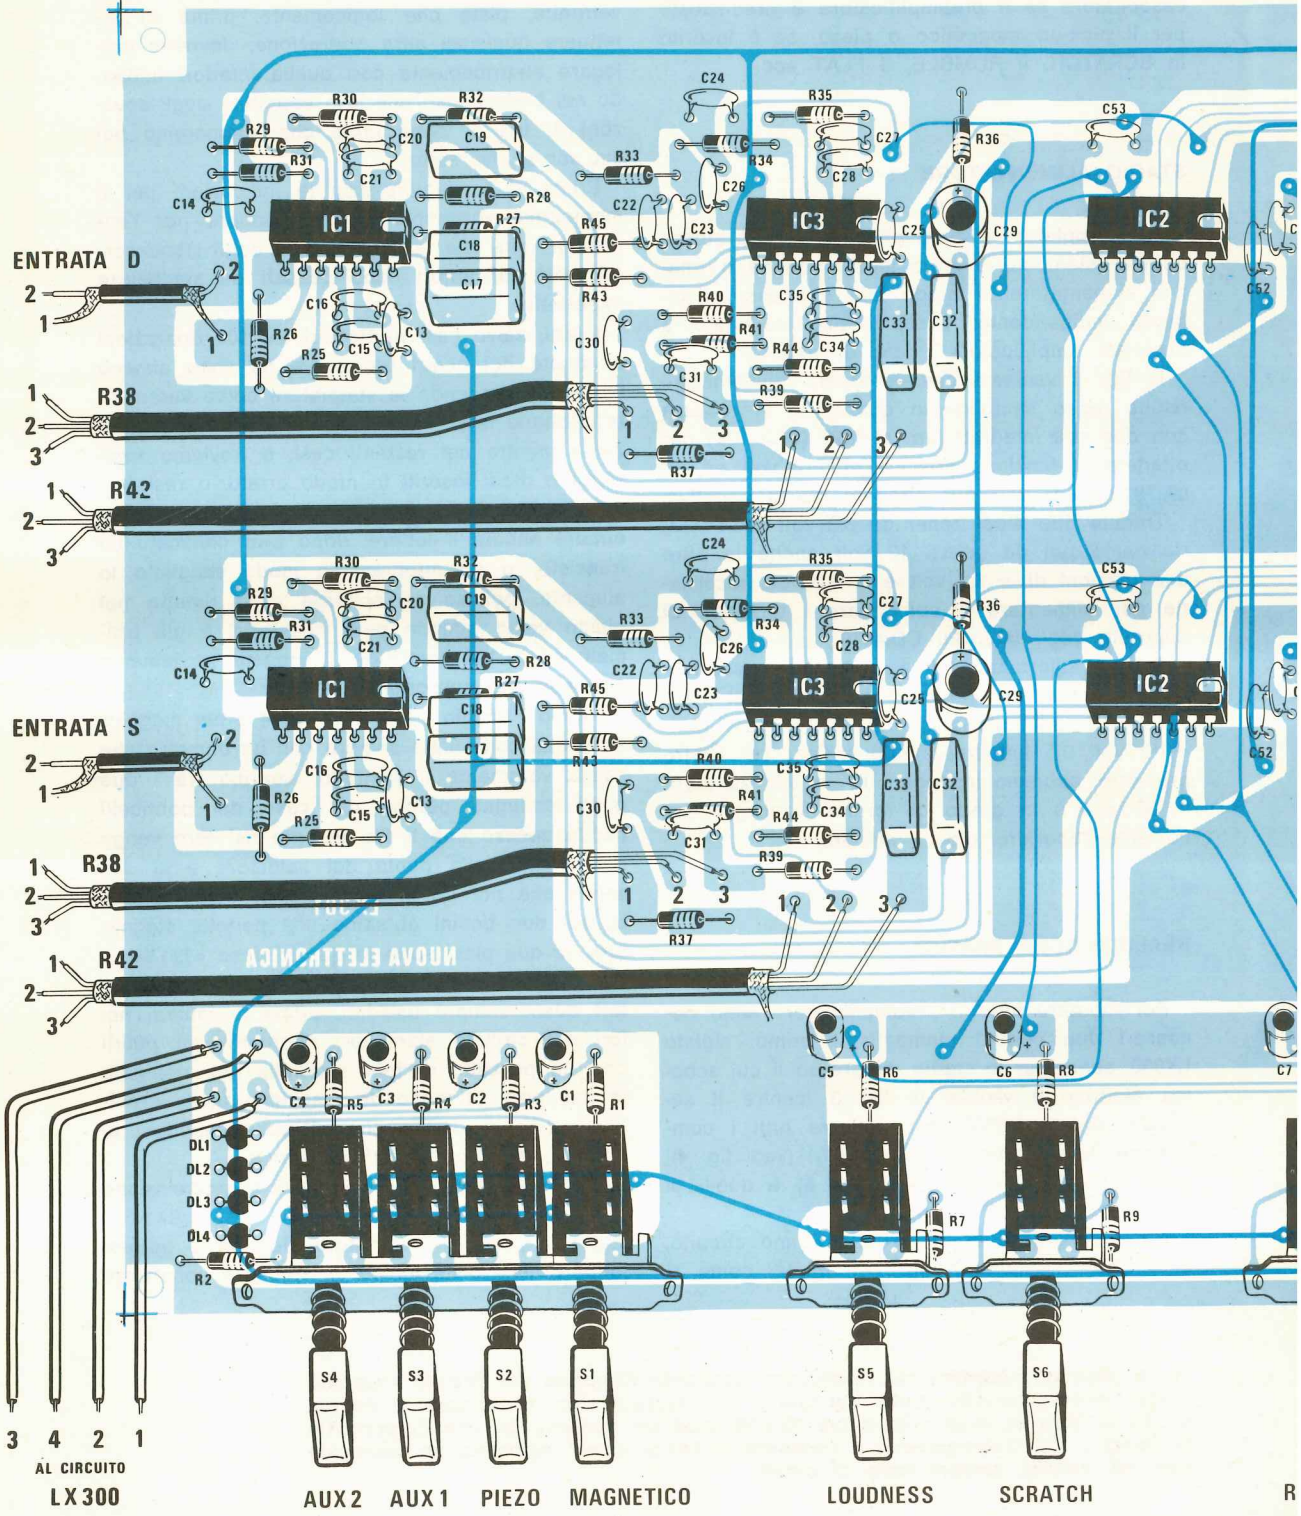 C24
R30
R32
R35
C53
R29
C20
C19
C27
R36
R31
R34
R33
C21
C28
C14
C26
R28
C22
R27
IC1
R45
C23
IC3
C25
C29
IC2
C18
ENTRATA D
2
2
C17
R43
C52
1
C16
C35
R40
C13
C33
C32
R26
1
C15
C30
R41
R25
R44
C34
C31
1
R38
R39
2
1
2
3
1
2
3
3
R37
1
R42
2
3
C24
R30
R32
R35
C53
R29
C20
C19
C27
R36
R31
R33
R34
C21
C28
C14
C26
R28
C22
R27
IC1
R45
C23
IC3
C25
C29
IC2
C18
ENTRATA S
2
2
C17
R43
C52
1
C16
C35
R40
C13
C33
C32
R26
1
C15
C30
R41
R25
R44
C34
C31
1
R38
R39
2
1
2
3
1
2
3
3
R37
NUOVA ELETTRONICA
1
R42
2
3
C4
R5
C3
R4
C2
R3
C1
R1
C5
R6
C6
R8
C7
DL1
DL2
DL3
DL4
R2
R7
R9
S4
S3
S2
S1
S5
S6
3 4 2 1
AL CIRCUITO
LX300
AUX 2 AUX 1 PIEZO MAGNETICO LOUDNESS SCRATCH R